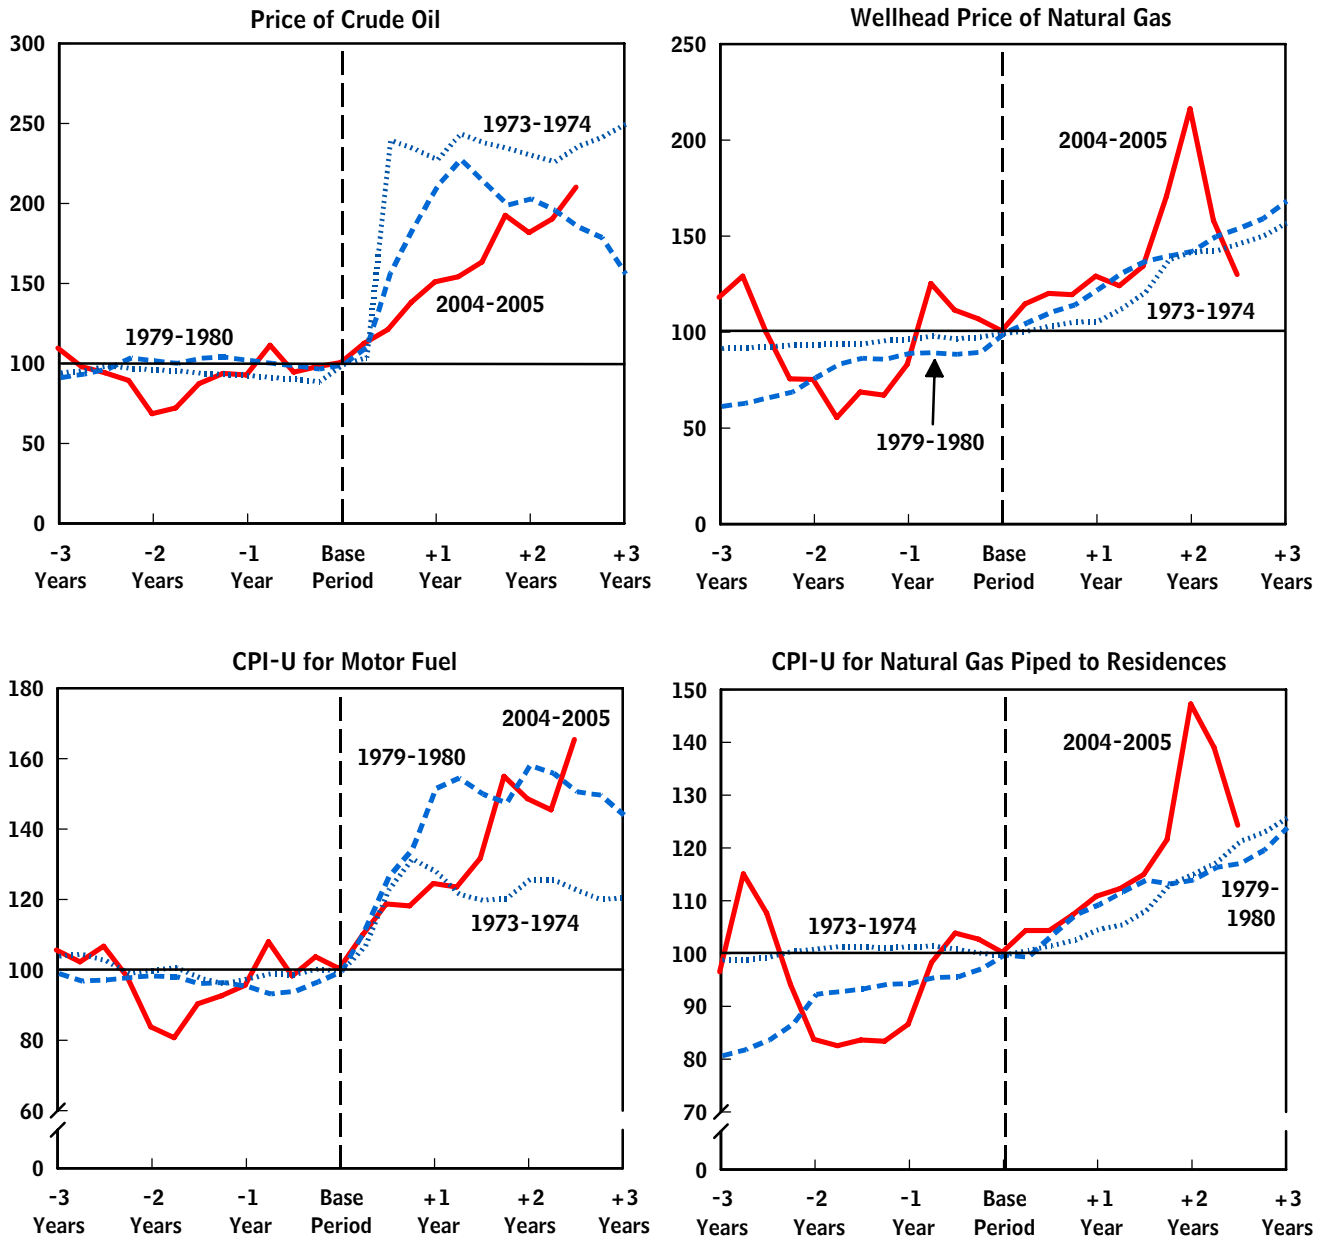 Price of Crude Oil
300
250
200
150
100
50
0
1973-1974
2004-2005
1979-1980
-3 Years
-2 Years
-1 Year
Base Period
+1 Year
+2 Years
+3 Years
Wellhead Price of Natural Gas
250
200
150
100
50
0
2004-2005
1973-1974
1979-1980
-3 Years
-2 Years
-1 Year
Base Period
+1 Year
+2 Years
+3 Years
CPI-U for Motor Fuel
180
160
140
120
100
80
60
0
2004-2005
1979-1980
1973-1974
-3 Years
-2 Years
-1 Year
Base Period
+1 Year
+2 Years
+3 Years
CPI-U for Natural Gas Piped to Residences
150
140
130
120
110
100
90
80
70
0
2004-2005
1979-
1980
1973-1974
-3 Years
-2 Years
-1 Year
Base Period
+1 Year
+2 Years
+3 Years